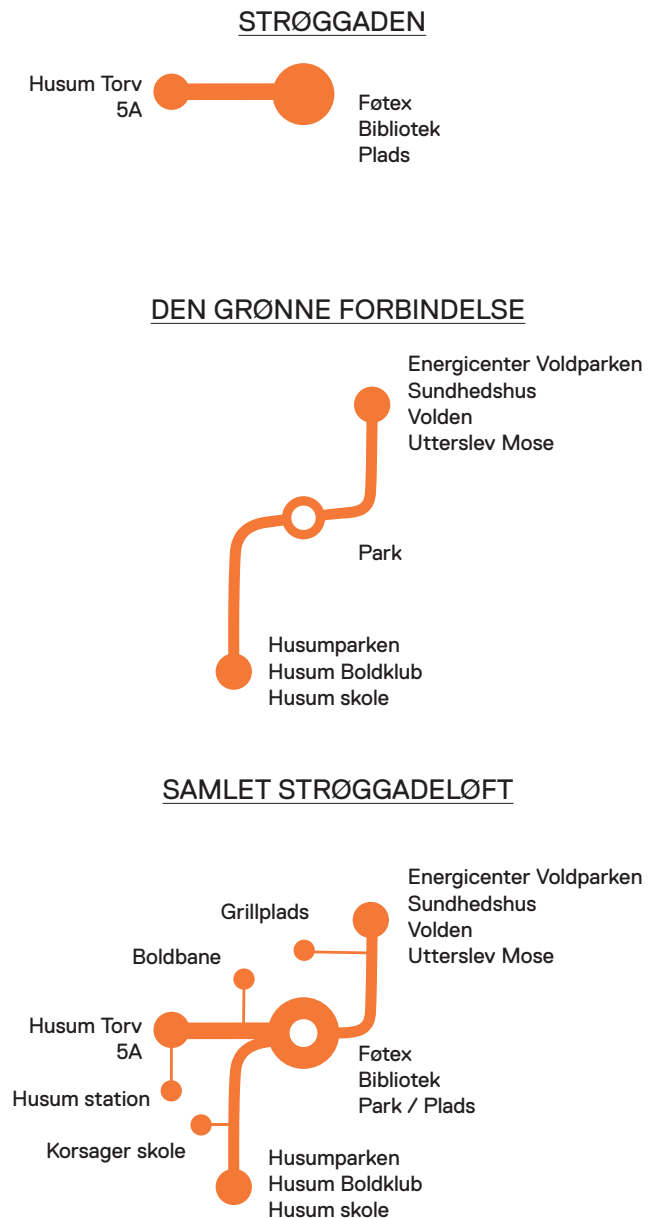 STRØGGADEN
Husum Torv
5A
Føtex
Bibliotek
Plads
DEN GRØNNE FORBINDELSE
Energicenter Voldparken
Sundhedshus
Volden
Utterslev Mose
Park
Husumparken
Husum Boldklub
Husum skole
SAMLET STRØGGADELØFT
Energicenter Voldparken
Sundhedshus
Volden
Utterslev Mose
Grillplads
Boldbane
Husum Torv
5A
Føtex
Bibliotek
Park / Plads
Husum station
Korsager skole
Husumparken
Husum Boldklub
Husum skole